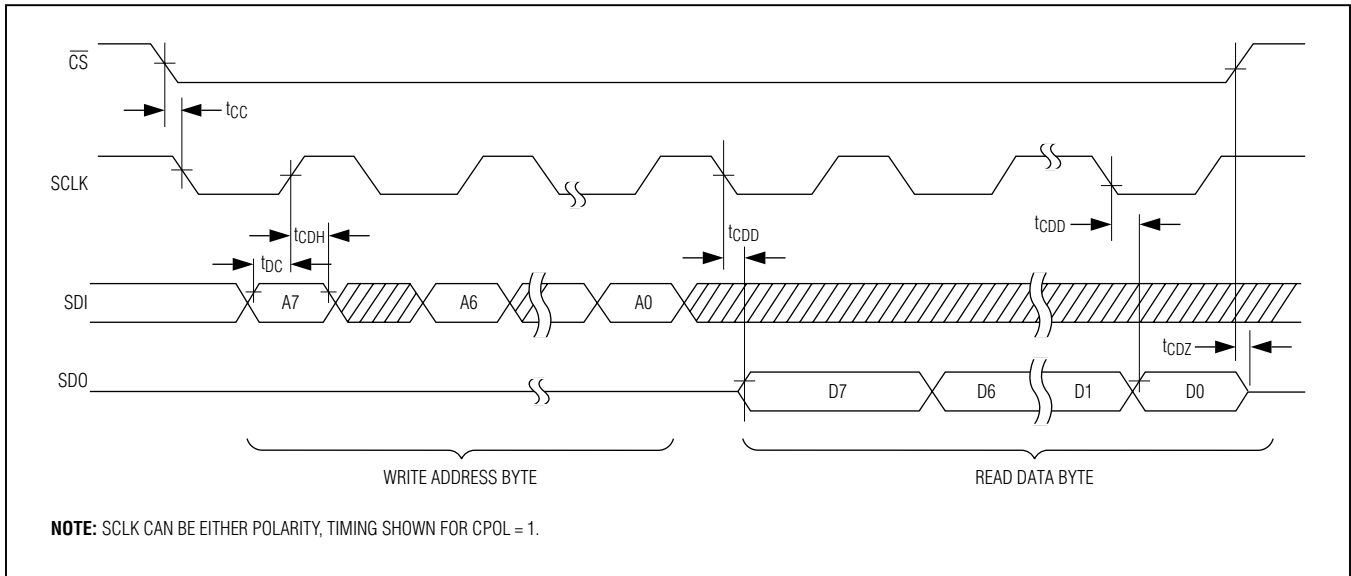 CS
tCC
SCLK
tCDH
tCDD
tCDD
tDC
SDI
A7
A6
A0
tCDZ
SDO
D7
D6
D1
D0
WRITE ADDRESS BYTE
READ DATA BYTE
NOTE: SCLK CAN BE EITHER POLARITY, TIMING SHOWN FOR CPOL = 1.